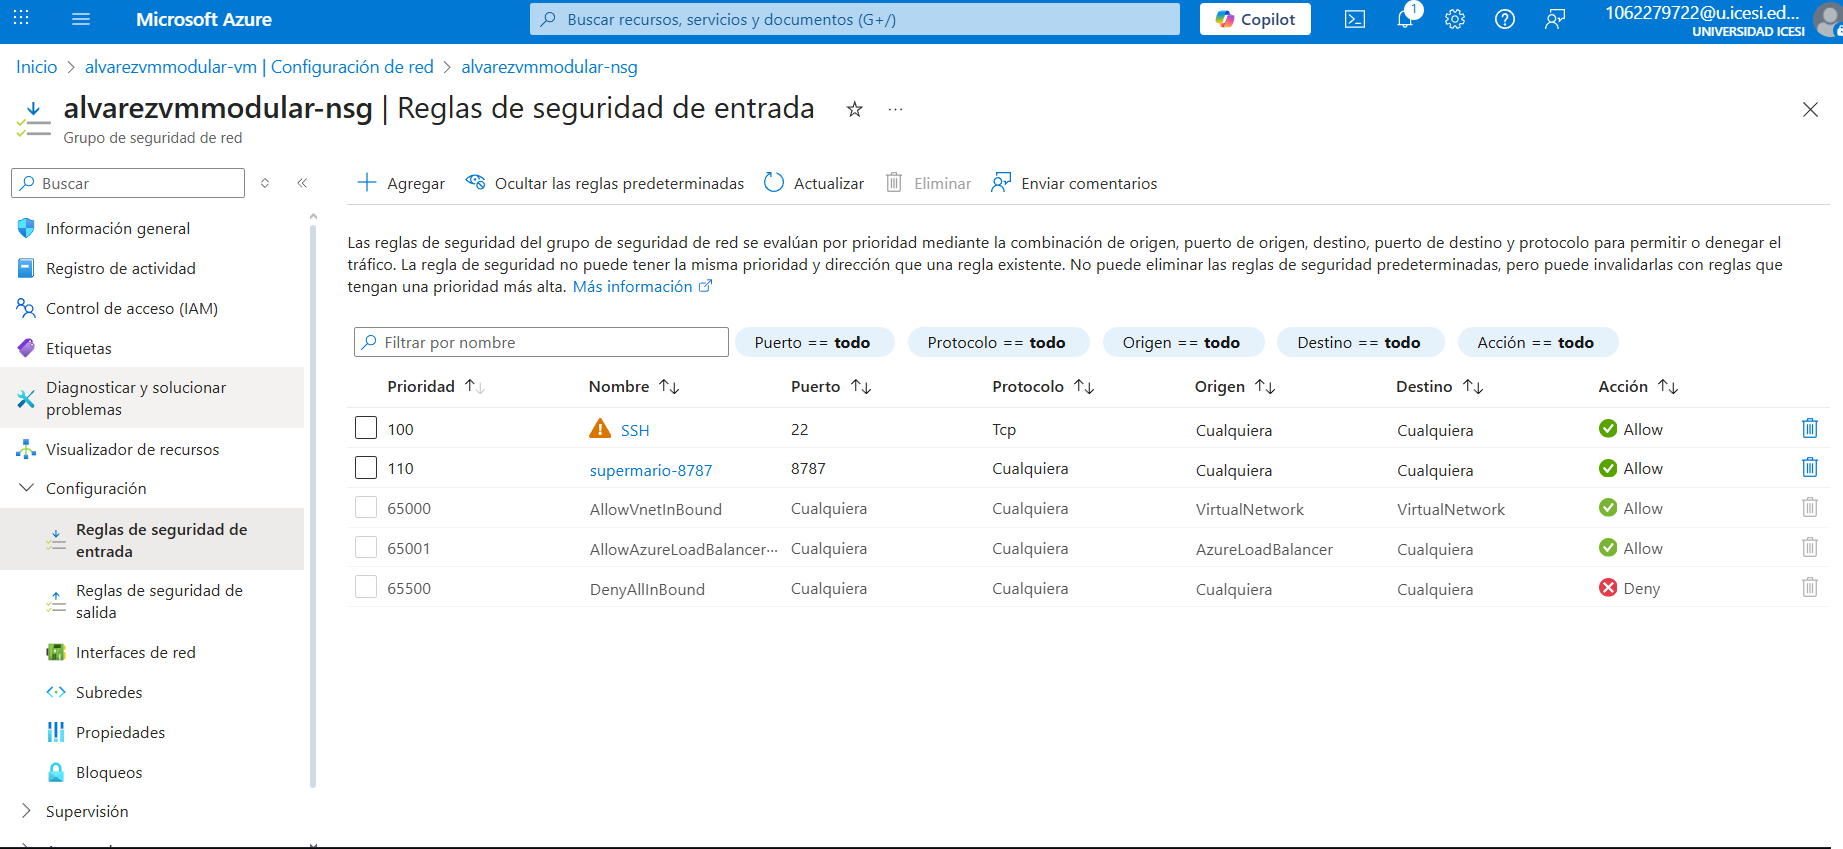 Microsoft Azure
Buscar recursos, servicios y documentos (G+/)
Copilot
1
1062279722@u.icesi.ed...
UNIVERSIDAD ICESI
Inicio > alvarezvmmodular-vm | Configuración de red > alvarezvmmodular-nsg
alvarezvmmodular-nsg | Reglas de seguridad de entrada
Grupo de seguridad de red
Buscar
Información general
Registro de actividad
Control de acceso (IAM)
Etiquetas
Diagnosticar y solucionar
problemas
Visualizador de recursos
Configuración
Reglas de seguridad de
entrada
Reglas de seguridad de
salida
Interfaces de red
Subredes
Propiedades
Bloqueos
Supervisión
Agregar Ocultar las reglas predeterminadas Actualizar Eliminar Enviar comentarios
Las reglas de seguridad del grupo de seguridad de red se evalúan por prioridad mediante la combinación de origen, puerto de origen, destino, puerto de destino y protocolo para permitir o denegar el
tráfico. La regla de seguridad no puede tener la misma prioridad y dirección que una regla existente. No puede eliminar las reglas de seguridad predeterminadas, pero puede invalidarlas con reglas que
tengan una prioridad más alta. Más información
Filtrar por nombre Puerto == todo Protocolo == todo Origen == todo Destino == todo Acción == todo
Prioridad Nombre Puerto Protocolo Origen Destino Acción
100 SSH 22 Tcp Cualquiera Cualquiera Allow
110 supermario-8787 8787 Cualquiera Cualquiera Cualquiera Allow
65000 AllowVnetInBound Cualquiera Cualquiera VirtualNetwork VirtualNetwork Allow
65001 AllowAzureLoadBalancer··· Cualquiera Cualquiera AzureLoadBalancer Cualquiera Allow
65500 DenyAllInBound Cualquiera Cualquiera Cualquiera Cualquiera Deny